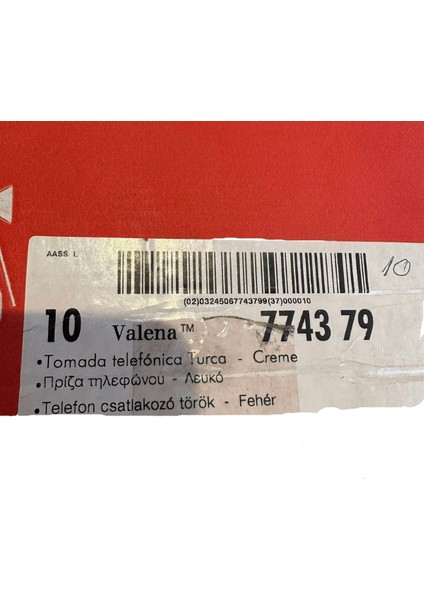 AASS L
10
(02)03245067743799(37)000010
10 Valena™ 7743 79
•Tomada telefónica Turca - Creme
•Πρίζα τηλεφώνου - Λευκό
•Telefon csatlakozó török - Fehér